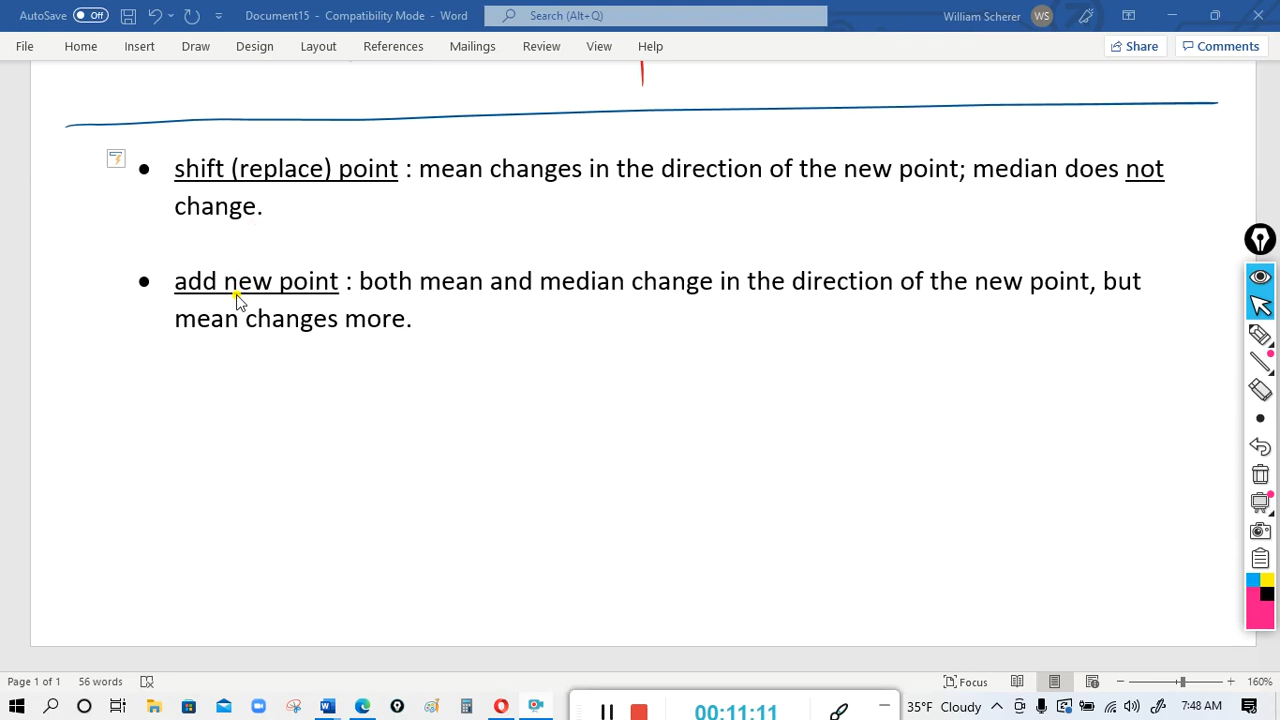 AutoSave Off Document15 - Compatibility Mode - Word Search (Alt+Q) William Scherer WS
File Home Insert Draw Design Layout References Mailings Review View Help Share Comments
• shift (replace) point : mean changes in the direction of the new point; median does not
change.
• add new point : both mean and median change in the direction of the new point, but
mean changes more.
Page 1 of 1 56 words Focus 160%
00:11:11 35°F Cloudy 7:48 AM